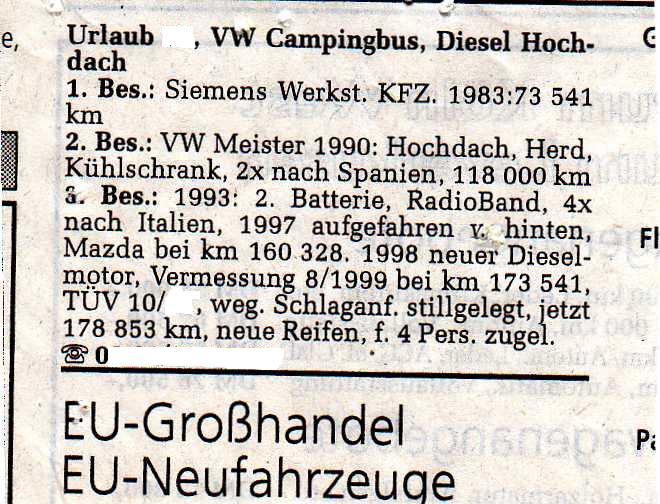 Urlaub , VW Campingbus, Diesel Hoch-
dach
1. Bes.: Siemens Werkst. KFZ. 1983:73 541
km
2. Bes.: VW Meister 1990: Hochdach, Herd,
Kühlschrank, 2x nach Spanien, 118 000 km
3. Bes.: 1993: 2. Batterie, RadioBand, 4x
nach Italien, 1997 aufgefahren v. hinten,
Mazda bei km 160 328. 1998 neuer Diesel-
motor, Vermessung 8/1999 bei km 173 541,
TÜV 10/ , weg. Schlaganf. stillgelegt, jetzt
178 853 km, neue Reifen, f. 4 Pers. zugel.
☎ 0
EU-Großhandel
EU-Neufahrzeuge